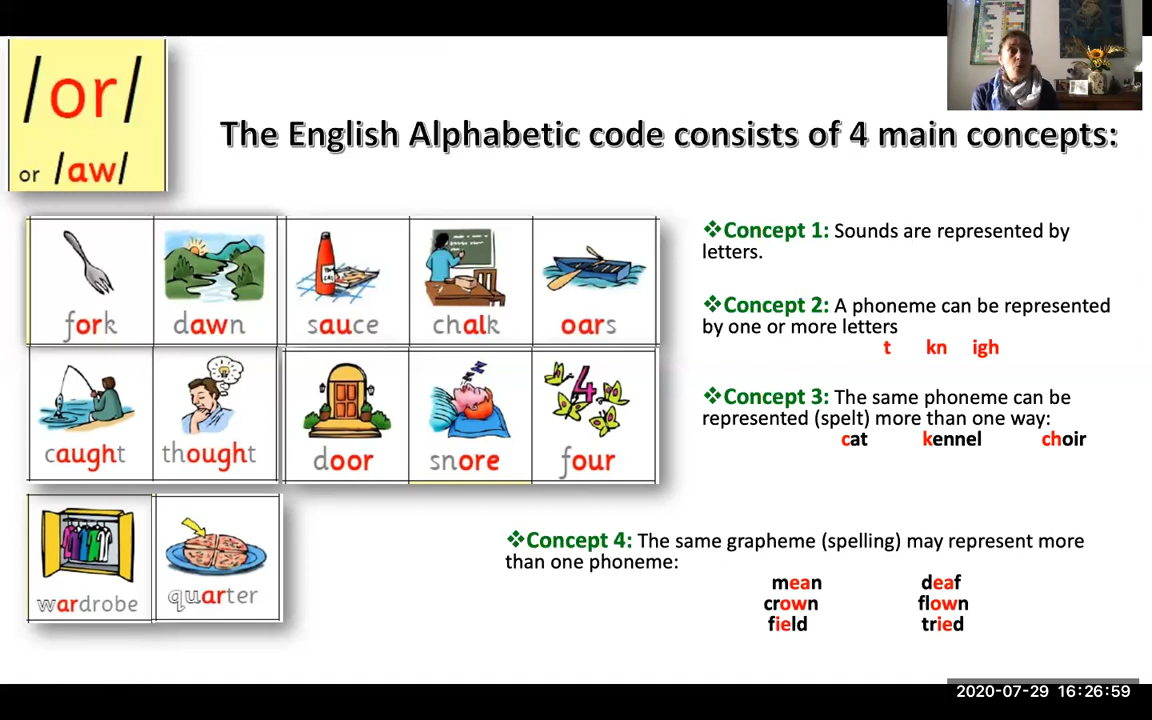 /or/
or /aw/
The English Alphabetic code consists of 4 main concepts:
fork dawn sauce chalk oars
caught thought door snore four
wardrobe quarter
❖Concept 1: Sounds are represented by
letters.
❖Concept 2: A phoneme can be represented
by one or more letters
t kn igh
❖Concept 3: The same phoneme can be
represented (spelt) more than one way:
cat kennel choir
❖Concept 4: The same grapheme (spelling) may represent more
than one phoneme:
mean deaf
crown flown
field tried
2020-07-29 16:26:59